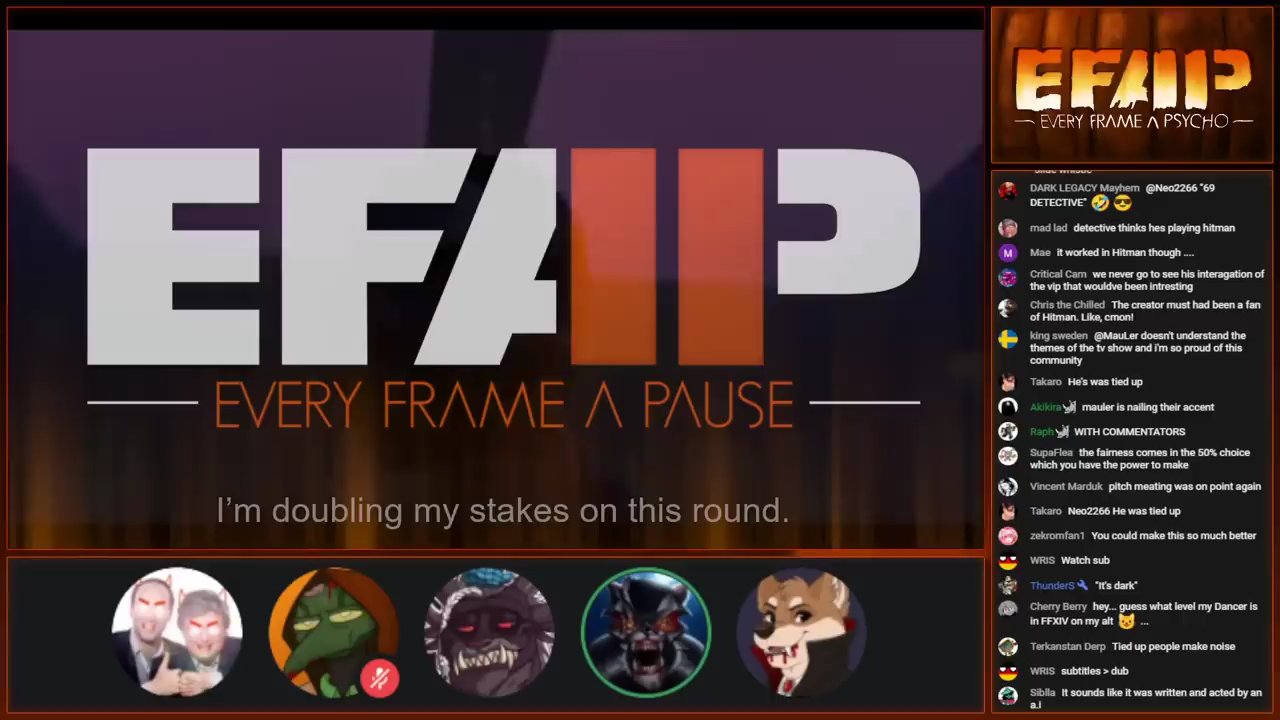 EFAP
EVERY FRAME A PAUSE
I'm doubling my stakes on this round.
EFAP
EVERY FRAME A PSYCHO
slide whistle
DARK LEGACY Mayhem @Neo2266 "69
DETECTIVE" 🤣 😎
mad lad detective thinks hes playing hitman
M
Mae it worked in Hitman though ....
Critical Cam we never go to see his interagation of
the vip that wouldve been intresting
Chris the Chilled The creator must had been a fan
of Hitman. Like, cmon!
king sweden @MauLer doesn't understand the
themes of the tv show and i'm so proud of this
community
Takaro He's was tied up
Akikira mauler is nailing their accent
Raph WITH COMMENTATORS
SupaFlea the fairness comes in the 50% choice
which you have the power to make
Vincent Marduk pitch meating was on point again
Takaro Neo2266 He was tied up
zekromfan1 You could make this so much better
WRIS Watch sub
ThunderS "It's dark"
Cherry Berry hey... guess what level my Dancer is
in FFXIV on my alt 😼 ...
Terkanstan Derp Tied up people make noise
WRIS subtitles > dub
Siblla It sounds like it was written and acted by an
a.i